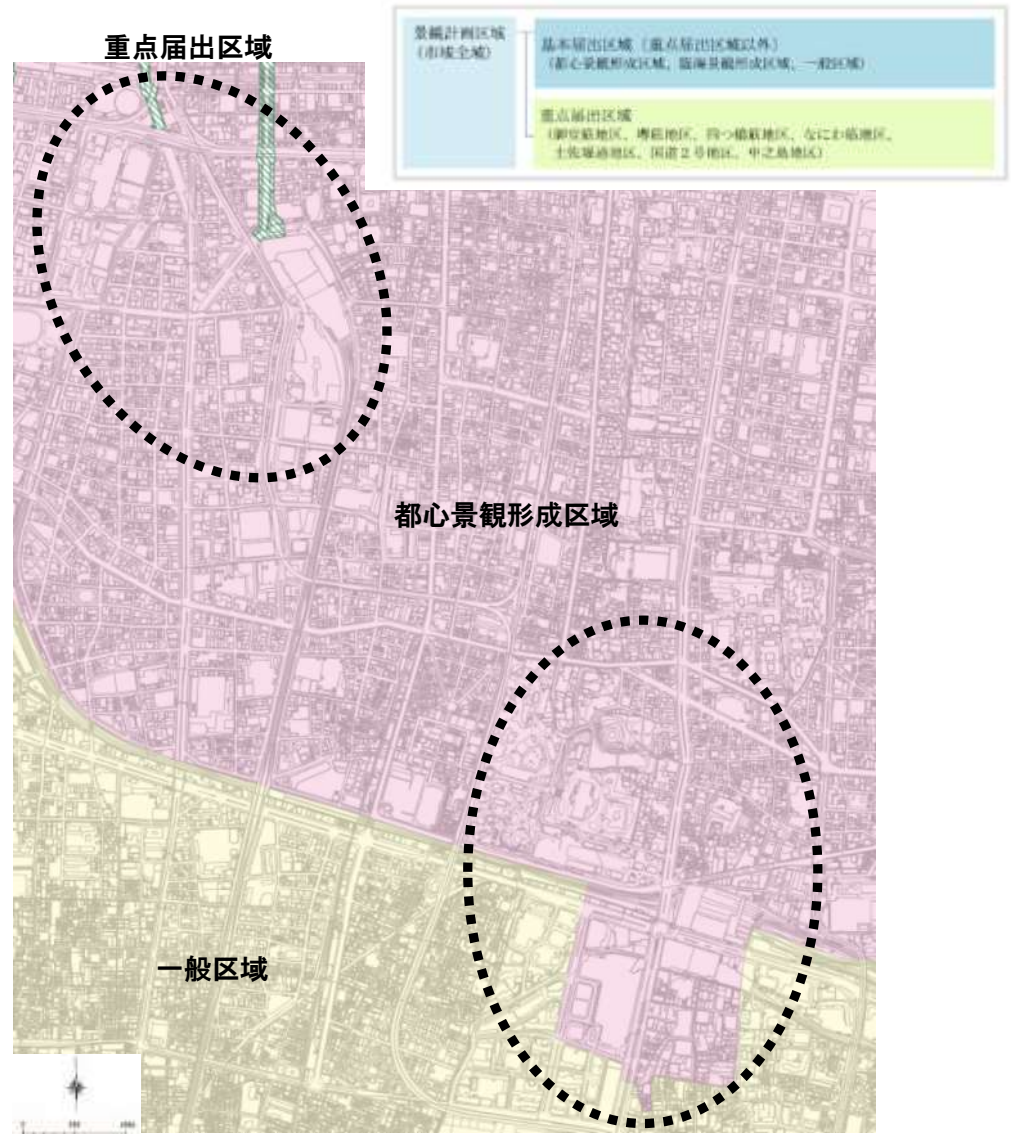 重点届出区域
景観計画区域
(市域全域)
基本届出区域(重点届出区域以外)
(都心景観形成区域、臨海景観形成区域、一般区域)
重点届出区域
(御堂筋地区、堺筋地区、四つ橋筋地区、なにわ筋地区、
土佐堀通地区、国道2号地区、中之島地区)
都心景観形成区域
一般区域